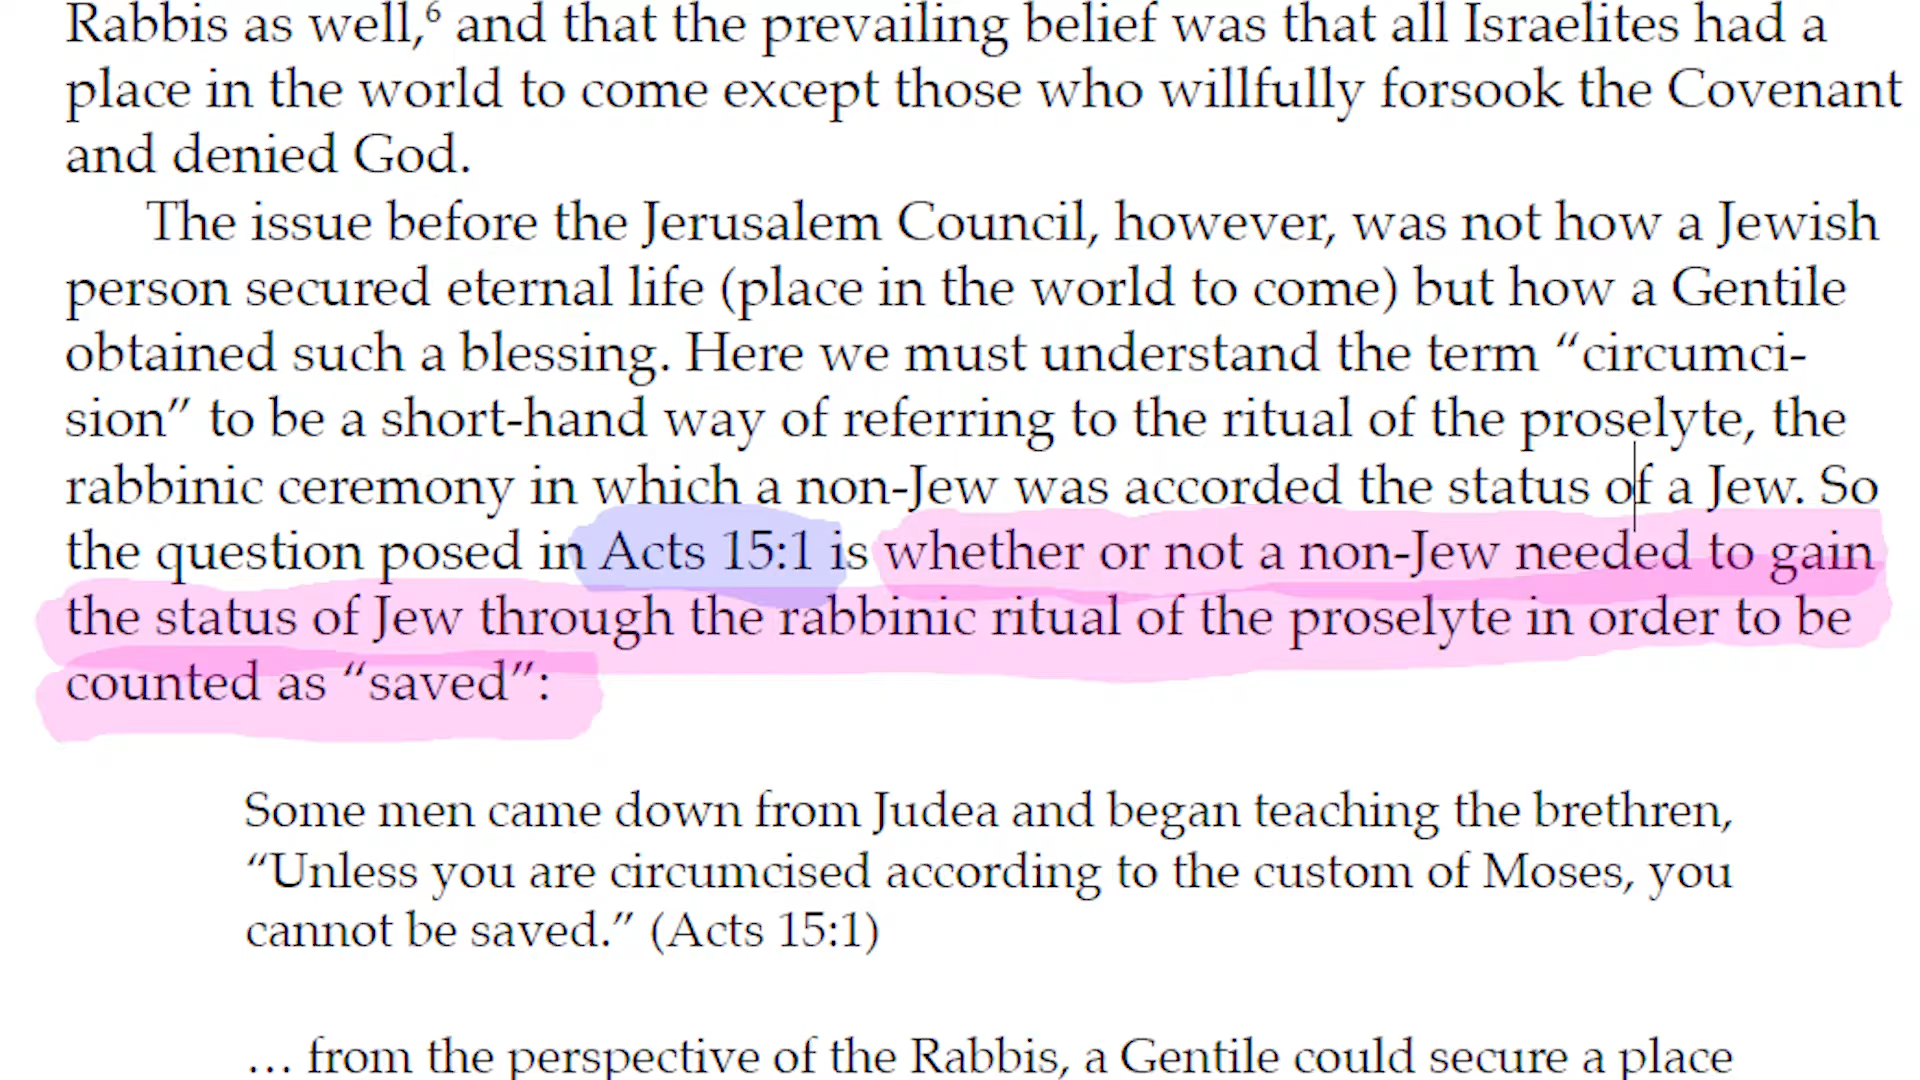 Rabbis as well,⁶ and that the prevailing belief was that all Israelites had a
place in the world to come except those who willfully forsook the Covenant
and denied God.
The issue before the Jerusalem Council, however, was not how a Jewish
person secured eternal life (place in the world to come) but how a Gentile
obtained such a blessing. Here we must understand the term “circumci-
sion” to be a short-hand way of referring to the ritual of the proselyte, the
rabbinic ceremony in which a non-Jew was accorded the status of a Jew. So
the question posed in Acts 15:1 is whether or not a non-Jew needed to gain
the status of Jew through the rabbinic ritual of the proselyte in order to be
counted as “saved”:
Some men came down from Judea and began teaching the brethren,
“Unless you are circumcised according to the custom of Moses, you
cannot be saved.” (Acts 15:1)
… from the perspective of the Rabbis, a Gentile could secure a place